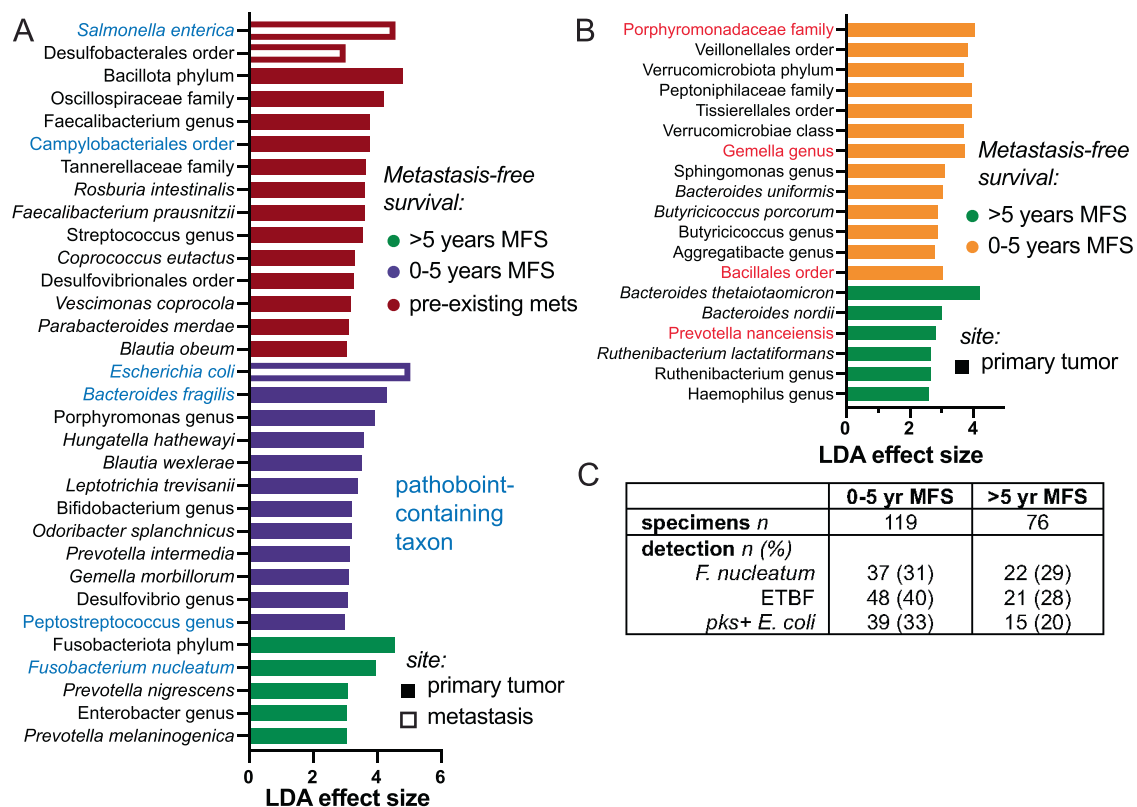 A
Salmonella enterica
Desulfobacterales order
Bacillota phylum
Oscillospiraceae family
Faecalibacterium genus
Campylobacteriales order
Tannerellaceae family
Rosburia intestinalis
Faecalibacterium prausnitzii
Streptococcus genus
Coprococcus eutactus
Desulfovibrionales order
Vescimonas coprocola
Parabacteroides merdae
Blautia obeum
Escherichia coli
Bacteroides fragilis
Porphyromonas genus
Hungatella hathewayi
Blautia wexlerae
Leptotrichia trevisanii
Bifidobacterium genus
Odoribacter splanchnicus
Prevotella intermedia
Gemella morbillorum
Desulfovibrio genus
Peptostreptococcus genus
Fusobacteriota phylum
Fusobacterium nucleatum
Prevotella nigrescens
Enterobacter genus
Prevotella melaninogenica
0 2 4 6
LDA effect size
Metastasis-free
survival:
>5 years MFS
0-5 years MFS
pre-existing mets
pathoboint-
containing
taxon
site:
primary tumor
metastasis
B
Porphyromonadaceae family
Veillonellales order
Verrucomicrobiota phylum
Peptoniphilaceae family
Tissierellales order
Verrucomicrobiae class
Gemella genus
Sphingomonas genus
Bacteroides uniformis
Butyricicoccus porcorum
Butyricicoccus genus
Aggregatibacte genus
Bacillales order
Bacteroides thetaiotaomicron
Bacteroides nordii
Prevotella nanceiensis
Ruthenibacterium lactatiformans
Ruthenibacterium genus
Haemophilus genus
0 2 4
LDA effect size
Metastasis-free
survival:
>5 years MFS
0-5 years MFS
site:
primary tumor
C
0-5 yr MFS >5 yr MFS
specimens n 119 76
detection n (%)
F. nucleatum 37 (31) 22 (29)
ETBF 48 (40) 21 (28)
pks+ E. coli 39 (33) 15 (20)